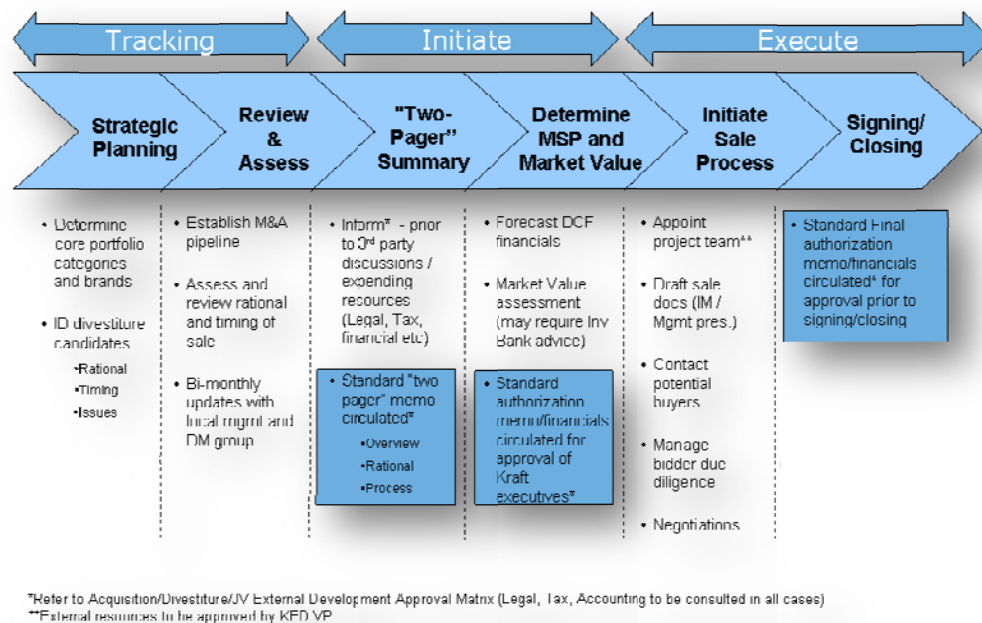 Tracking
Initiate
Execute
Strategic
Planning
Review
&
Assess
"Two-
Pager"
Summary
Determine
MSP and
Market Value
Initiate
Sale
Process
Signing/
Closing
• Determine
core portfolio
categories
and brands
• ID divestiture
candidates
•Rational
•Timing
•Issues
• Establish M&A
pipeline
• Assess and
review rational
and timing of
sale
• Bi-monthly
updates with
local mgmt and
DM group
• Inform* - prior
to 3rd party
discussions /
expending
resources
(Legal, Tax,
financial etc)
• Standard "two
pager" memo
circulated*
•Overview
•Rational
•Process
• Forecast DCF
financials
• Market Value
assessment
(may require Inv
Bank advice)
• Standard
authorization
memo/financials
circulated for
approval of
Kraft
executives*
• Appoint
project team**
• Draft sale
docs (IM /
Mgmt pres.)
• Contact
potential
buyers
• Manage
bidder due
diligence
• Negotiations
• Standard Final
authorization
memo/financials
circulated* for
approval prior to
signing/closing
*Refer to Acquisition/Divestiture/JV External Development Approval Matrix (Legal, Tax, Accounting to be consulted in all cases)
**External resources to be approved by KED VP